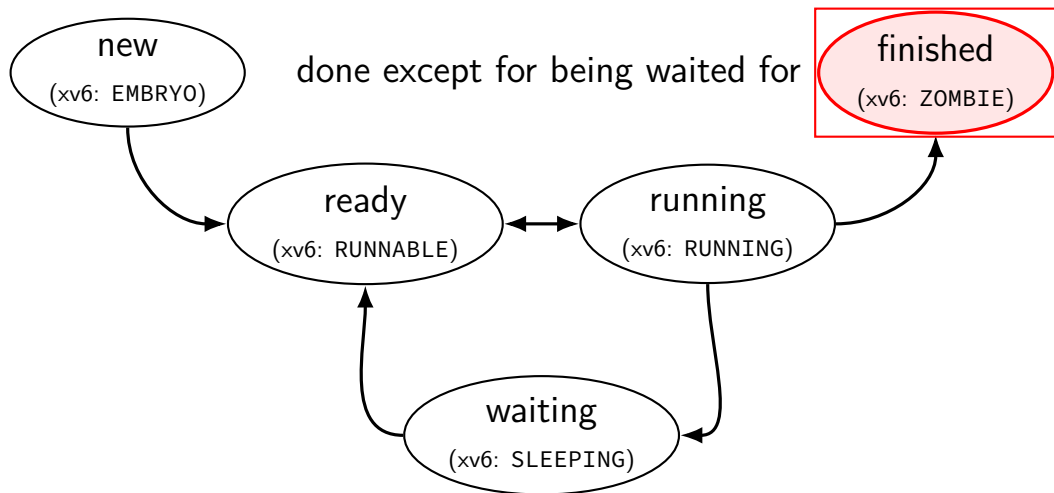 new
(xv6: EMBRYO)
done except for being waited for
finished
(xv6: ZOMBIE)
ready
(xv6: RUNNABLE)
running
(xv6: RUNNING)
waiting
(xv6: SLEEPING)